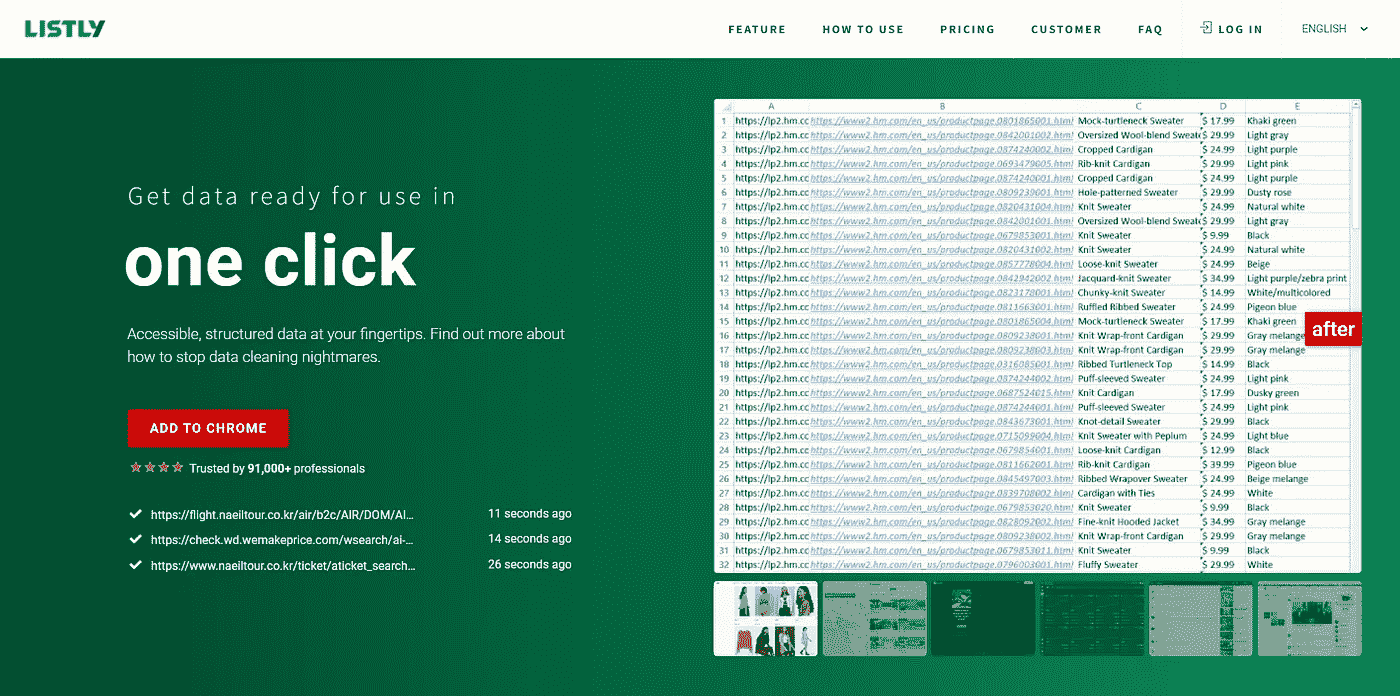 LISTLY
FEATURE
HOW TO USE
PRICING
CUSTOMER
FAQ
LOG IN
ENGLISH
Get data ready for use in
one click
Accessible, structured data at your fingertips. Find out more about
how to stop data cleaning nightmares.
ADD TO CHROME
Trusted by 91,000+ professionals
https://flight.naeiltour.co.kr/air/b2c/AIR/DOM/AI... 11 seconds ago
https://check.wd.wemakeprice.com/wsearch/ai-... 14 seconds ago
https://www.naeiltour.co.kr/ticket/aticket_search... 26 seconds ago
A B C D E
1 https://lp2.hm.cc https://www2.hm.com/en_us/productpage.0801865001.html Mock-turtleneck Sweater $ 17.99 Khaki green
2 https://lp2.hm.cc https://www2.hm.com/en_us/productpage.0842001002.html Oversized Wool-blend Sweat $ 29.99 Light gray
3 https://lp2.hm.cc https://www2.hm.com/en_us/productpage.0874240002.html Cropped Cardigan $ 24.99 Light purple
4 https://lp2.hm.cc https://www2.hm.com/en_us/productpage.0693479005.html Rib-knit Cardigan $ 29.99 Light pink
5 https://lp2.hm.cc https://www2.hm.com/en_us/productpage.0874240001.html Cropped Cardigan $ 24.99 Light purple
6 https://lp2.hm.cc https://www2.hm.com/en_us/productpage.0809239001.html Hole-patterned Sweater $ 29.99 Dusty rose
7 https://lp2.hm.cc https://www2.hm.com/en_us/productpage.0820431004.html Knit Sweater $ 24.99 Natural white
8 https://lp2.hm.cc https://www2.hm.com/en_us/productpage.0842001001.html Oversized Wool-blend Sweat $ 29.99 Light gray
9 https://lp2.hm.cc https://www2.hm.com/en_us/productpage.0679853001.html Knit Sweater $ 9.99 Black
10 https://lp2.hm.cc https://www2.hm.com/en_us/productpage.0820431002.html Knit Sweater $ 24.99 Natural white
11 https://lp2.hm.cc https://www2.hm.com/en_us/productpage.0857778004.html Loose-knit Sweater $ 24.99 Beige
12 https://lp2.hm.cc https://www2.hm.com/en_us/productpage.0842942002.html Jacquard-knit Sweater $ 34.99 Light purple/zebra print
13 https://lp2.hm.cc https://www2.hm.com/en_us/productpage.0823178001.html Chunky-knit Sweater $ 14.99 White/multicolored
14 https://lp2.hm.cc https://www2.hm.com/en_us/productpage.0811663001.html Ruffled Ribbed Sweater $ 24.99 Pigeon blue
15 https://lp2.hm.cc https://www2.hm.com/en_us/productpage.0801865004.html Mock-turtleneck Sweater $ 17.99 Khaki green
after
16 https://lp2.hm.cc https://www2.hm.com/en_us/productpage.0809238001.html Knit Wrap-front Cardigan $ 29.99 Gray melange
17 https://lp2.hm.cc https://www2.hm.com/en_us/productpage.0809238003.html Knit Wrap-front Cardigan $ 29.99 Gray melange
18 https://lp2.hm.cc https://www2.hm.com/en_us/productpage.0316085001.html Ribbed Turtleneck Top $ 14.99 Black
19 https://lp2.hm.cc https://www2.hm.com/en_us/productpage.0874244002.html Puff-sleeved Sweater $ 24.99 Light pink
20 https://lp2.hm.cc https://www2.hm.com/en_us/productpage.0687524015.html Knit Cardigan $ 17.99 Dusky green
21 https://lp2.hm.cc https://www2.hm.com/en_us/productpage.0874244001.html Puff-sleeved Sweater $ 24.99 Light pink
22 https://lp2.hm.cc https://www2.hm.com/en_us/productpage.0843673001.html Knot-detail Sweater $ 29.99 Black
23 https://lp2.hm.cc https://www2.hm.com/en_us/productpage.0715099004.html Knit Sweater with Peplum $ 24.99 Light blue
24 https://lp2.hm.cc https://www2.hm.com/en_us/productpage.0679854001.html Loose-knit Cardigan $ 12.99 Black
25 https://lp2.hm.cc https://www2.hm.com/en_us/productpage.0811662001.html Rib-knit Cardigan $ 39.99 Pigeon blue
26 https://lp2.hm.cc https://www2.hm.com/en_us/productpage.0845497003.html Ribbed Wrapover Sweater $ 24.99 Beige melange
27 https://lp2.hm.cc https://www2.hm.com/en_us/productpage.0839708002.html Cardigan with Ties $ 24.99 White
28 https://lp2.hm.cc https://www2.hm.com/en_us/productpage.0679853020.html Knit Sweater $ 9.99 Black
29 https://lp2.hm.cc https://www2.hm.com/en_us/productpage.0828092002.html Fine-knit Hooded Jacket $ 34.99 Gray melange
30 https://lp2.hm.cc https://www2.hm.com/en_us/productpage.0809238002.html Knit Wrap-front Cardigan $ 29.99 Gray melange
31 https://lp2.hm.cc https://www2.hm.com/en_us/productpage.0679853011.html Knit Sweater $ 9.99 Black
32 https://lp2.hm.cc https://www2.hm.com/en_us/productpage.0796003001.html Fluffy Sweater $ 29.99 White